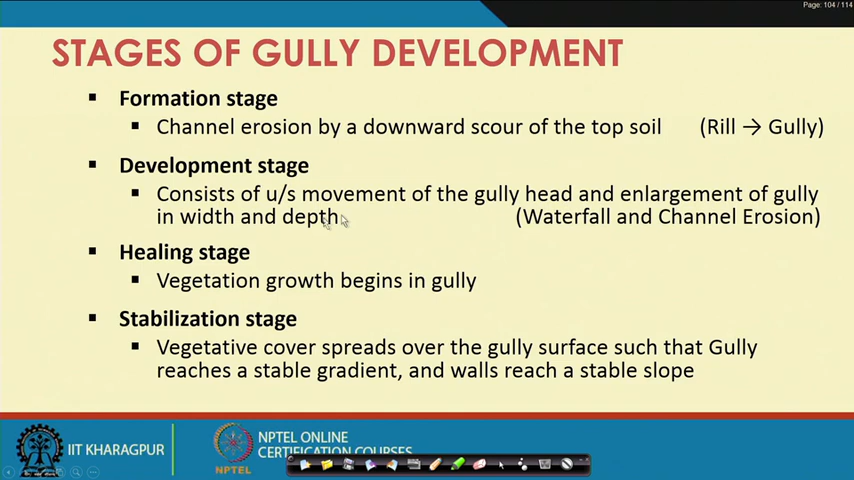 Page: 104 / 114
STAGES OF GULLY DEVELOPMENT
▪ Formation stage
▪ Channel erosion by a downward scour of the top soil (Rill → Gully)
▪ Development stage
▪ Consists of u/s movement of the gully head and enlargement of gully
in width and depth (Waterfall and Channel Erosion)
▪ Healing stage
▪ Vegetation growth begins in gully
▪ Stabilization stage
▪ Vegetative cover spreads over the gully surface such that Gully
reaches a stable gradient, and walls reach a stable slope
IIT KHARAGPUR
NPTEL
NPTEL ONLINE
CERTIFICATION COURSES